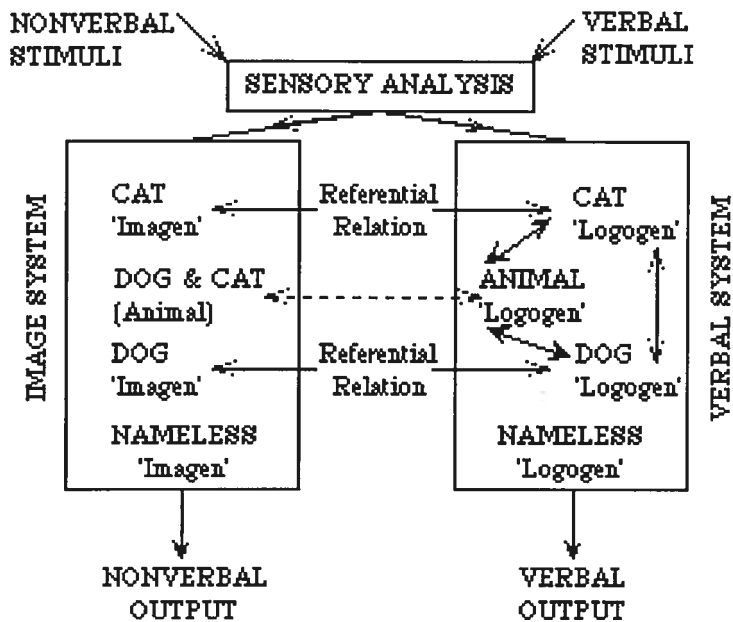 NONVERBAL
STIMULI
VERBAL
STIMULI
SENSORY ANALYSIS
IMAGE SYSTEM
CAT
'Imagen'
DOG & CAT
(Animal)
DOG
'Imagen'
NAMELESS
'Imagen'
Referential
Relation
Referential
Relation
CAT
'Logogen'
ANIMAL
'Logogen'
DOG
'Logogen'
NAMELESS
'Logogen'
VERBAL SYSTEM
NONVERBAL
OUTPUT
VERBAL
OUTPUT